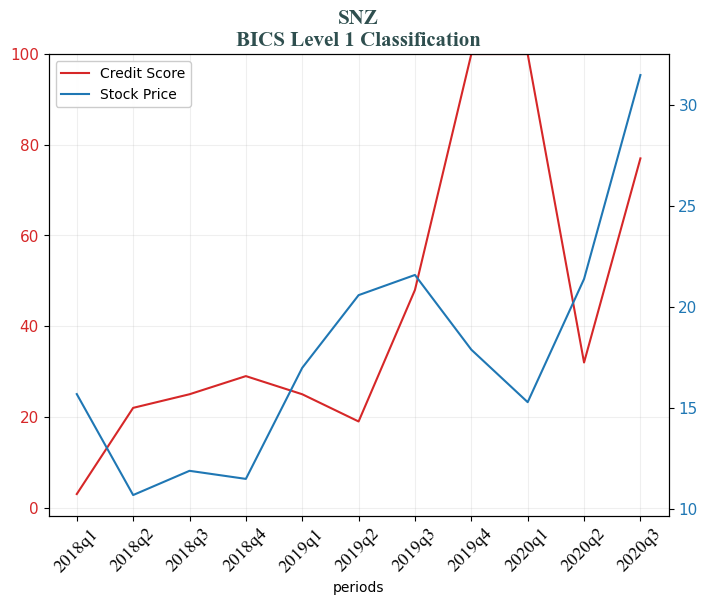 SNZ
BICS Level 1 Classification
Credit Score
Stock Price
100
80
60
40
20
0
30
25
20
15
10
2018q1
2018q2
2018q3
2018q4
2019q1
2019q2
2019q3
2019q4
2020q1
2020q2
2020q3
periods